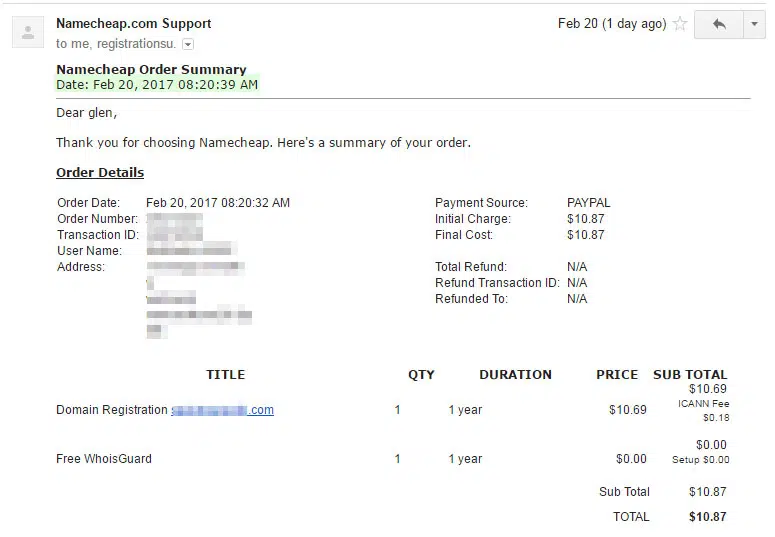 Namecheap.com Support
Feb 20 (1 day ago)
to me, registrationsu.
Namecheap Order Summary
Date: Feb 20, 2017 08:20:39 AM
Dear glen,
Thank you for choosing Namecheap. Here's a summary of your order.
Order Details
Order Date: Feb 20, 2017 08:20:32 AM
Order Number:
Transaction ID:
User Name:
Address:
Payment Source: PAYPAL
Initial Charge: $10.87
Final Cost: $10.87
Total Refund: N/A
Refund Transaction ID: N/A
Refunded To: N/A
TITLE QTY DURATION PRICE SUB TOTAL
$10.69
Domain Registration .com 1 1 year $10.69 ICANN Fee
$0.18
$0.00
Free WhoisGuard 1 1 year $0.00 Setup $0.00
Sub Total $10.87
TOTAL $10.87